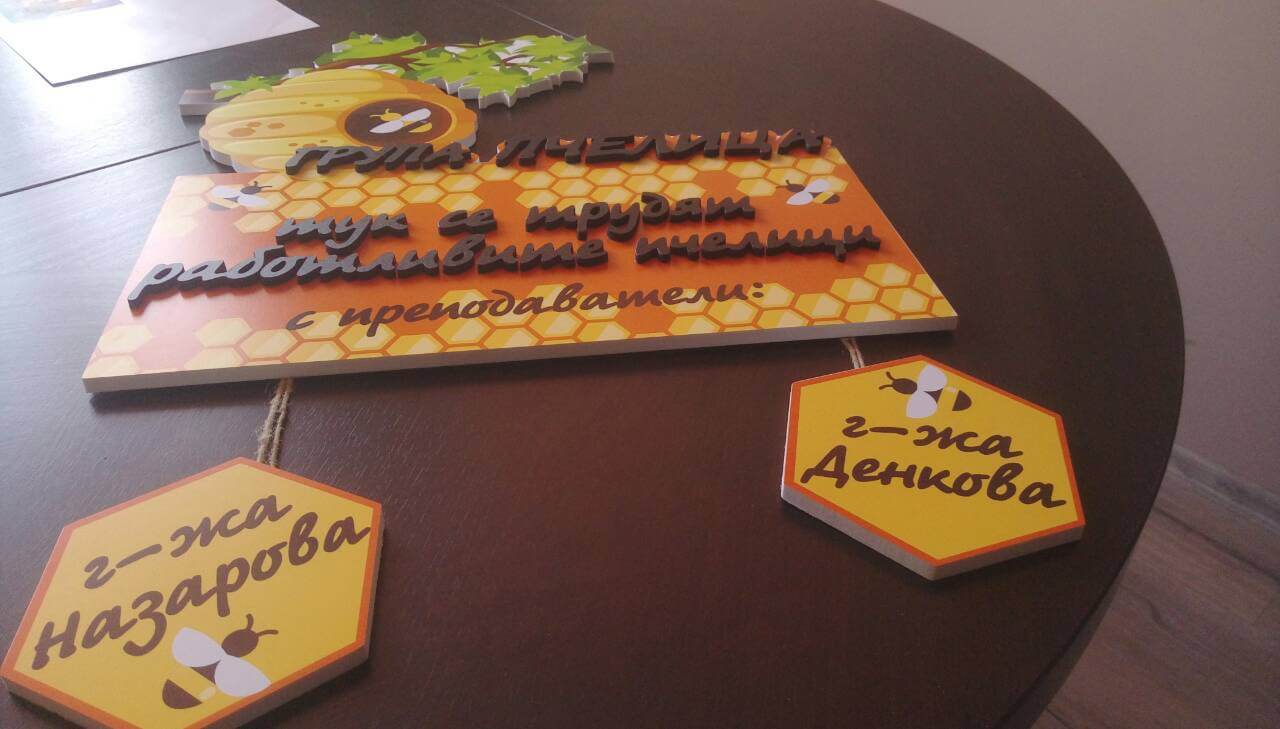 ГРУПА ПЧЕЛИЦА
тук се трудят
работливите пчелици
с преподаватели:
г-жа
Денкова
г-жа
Назарова